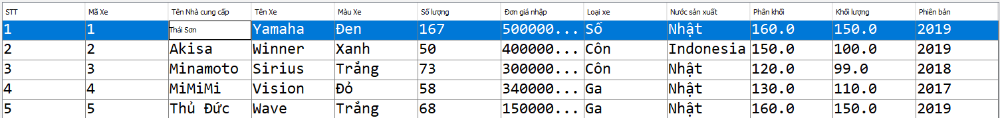 STT Mã Xe Tên Nhà cung cấp Tên Xe Màu Xe Số lượng Đơn giá nhập Loại xe Nước sản xuất Phân khối Khối lượng Phiên bản
1 1 Thái Sơn Yamaha Đen 167 500000... Số Nhật 160.0 150.0 2019
2 2 Akisa Winner Xanh 50 400000... Côn Indonesia 150.0 100.0 2019
3 3 Minamoto Sirius Trắng 73 300000... Côn Nhật 120.0 99.0 2018
4 4 MiMiMi Vision Đỏ 58 340000... Ga Nhật 130.0 110.0 2017
5 5 Thủ Đức Wave Trắng 68 150000... Ga Nhật 160.0 150.0 2019